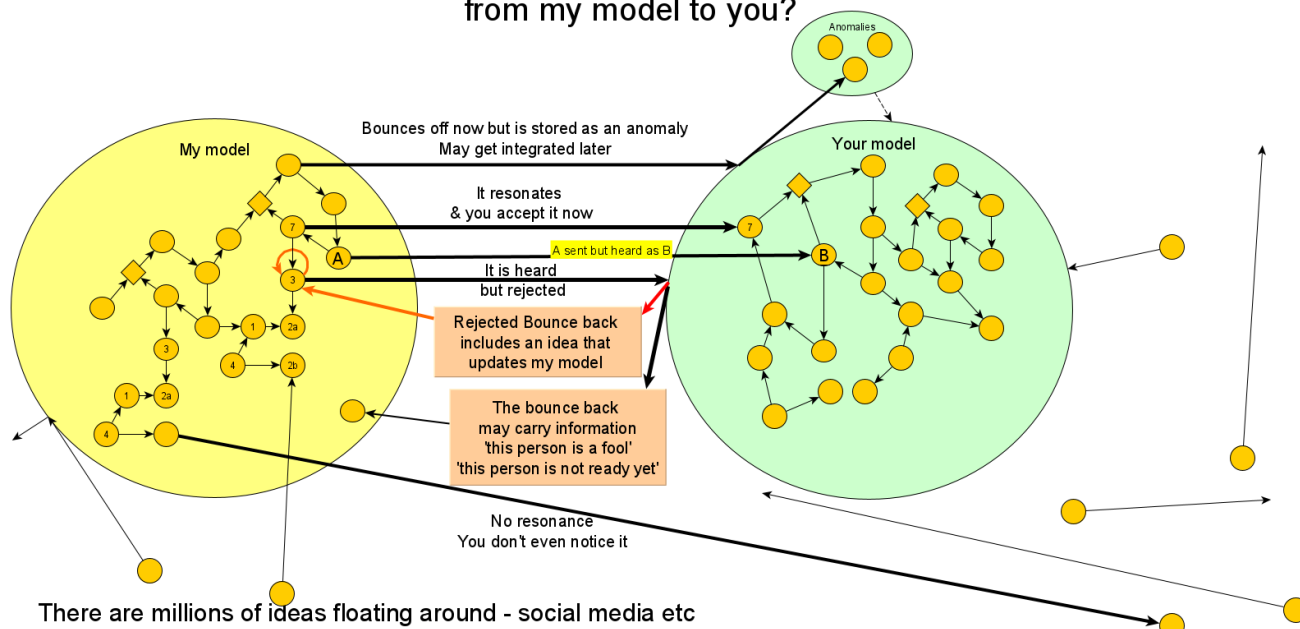 from my model to you?
Anomalies
Bounces off now but is stored as an anomaly
May get integrated later
My model
Your model
It resonates
& you accept it now
7
7
A sent but heard as B
A
B
It is heard
but rejected
3
Rejected Bounce back
includes an idea that
updates my model
1
2a
3
4
2b
1
2a
The bounce back
may carry information
'this person is a fool'
'this person is not ready yet'
4
No resonance
You don't even notice it
There are millions of ideas floating around - social media etc